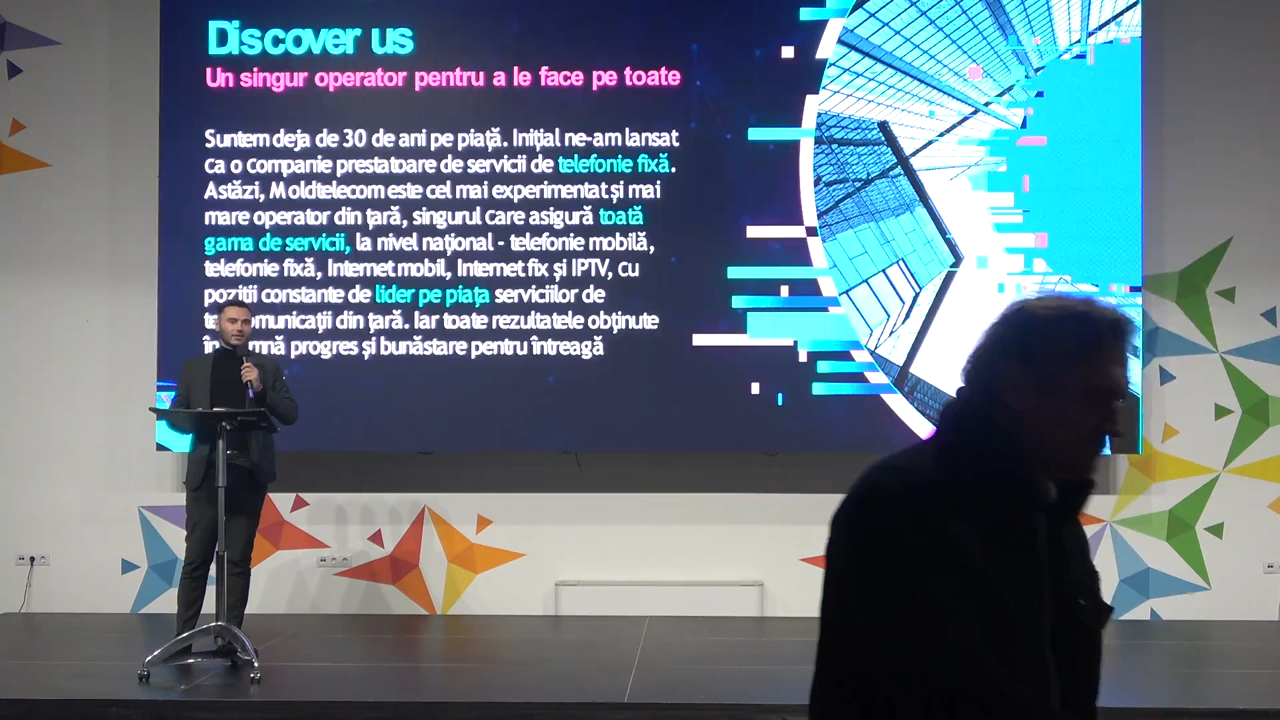 Discover us
Un singur operator pentru a le face pe toate
Suntem deja de 30 de ani pe piață. Inițial ne-am lansat
ca o companie prestatoare de servicii de telefonie fixă.
Astăzi, Moldtelecom este cel mai experimentat și mai
mare operator din țară, singurul care asigură toată
gama de servicii, la nivel național - telefonie mobilă,
telefonie fixă, Internet mobil, Internet fix și IPTV, cu
poziții constante de lider pe piața serviciilor de
din țară. Iar toate rezultatele obținute
progres și bunăstare pentru întreagă